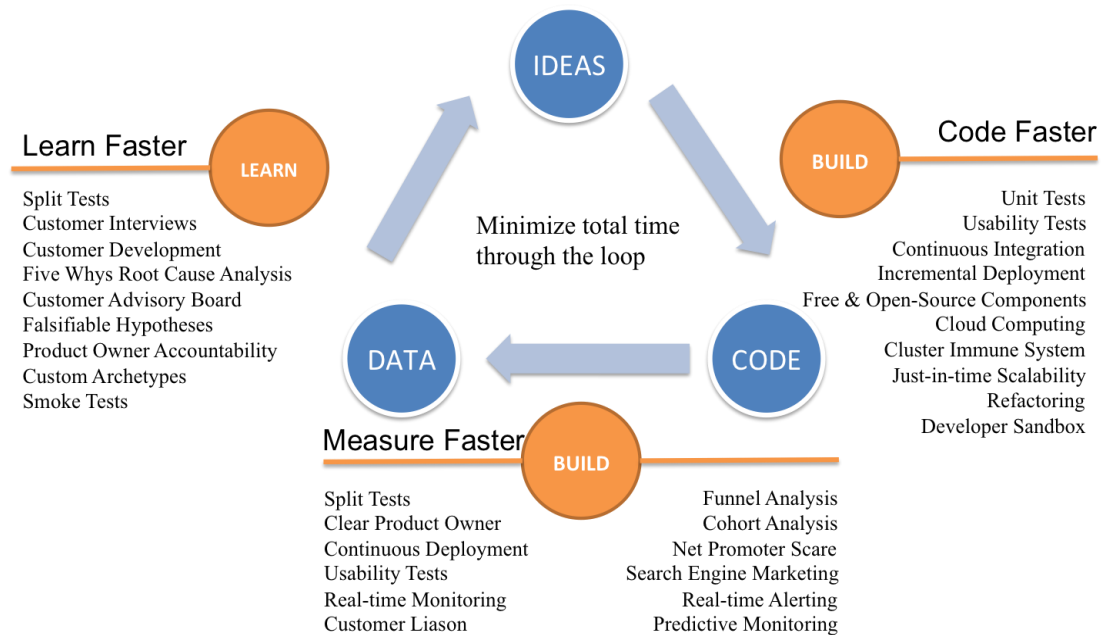 IDEAS
Learn Faster
LEARN
Split Tests
Customer Interviews
Customer Development
Five Whys Root Cause Analysis
Customer Advisory Board
Falsifiable Hypotheses
Product Owner Accountability
Custom Archetypes
Smoke Tests
Minimize total time
through the loop
BUILD
Code Faster
Unit Tests
Usability Tests
Continuous Integration
Incremental Deployment
Free & Open-Source Components
Cloud Computing
Cluster Immune System
Just-in-time Scalability
Refactoring
Developer Sandbox
DATA
CODE
Measure Faster
BUILD
Split Tests
Clear Product Owner
Continuous Deployment
Usability Tests
Real-time Monitoring
Customer Liason
Funnel Analysis
Cohort Analysis
Net Promoter Scare
Search Engine Marketing
Real-time Alerting
Predictive Monitoring